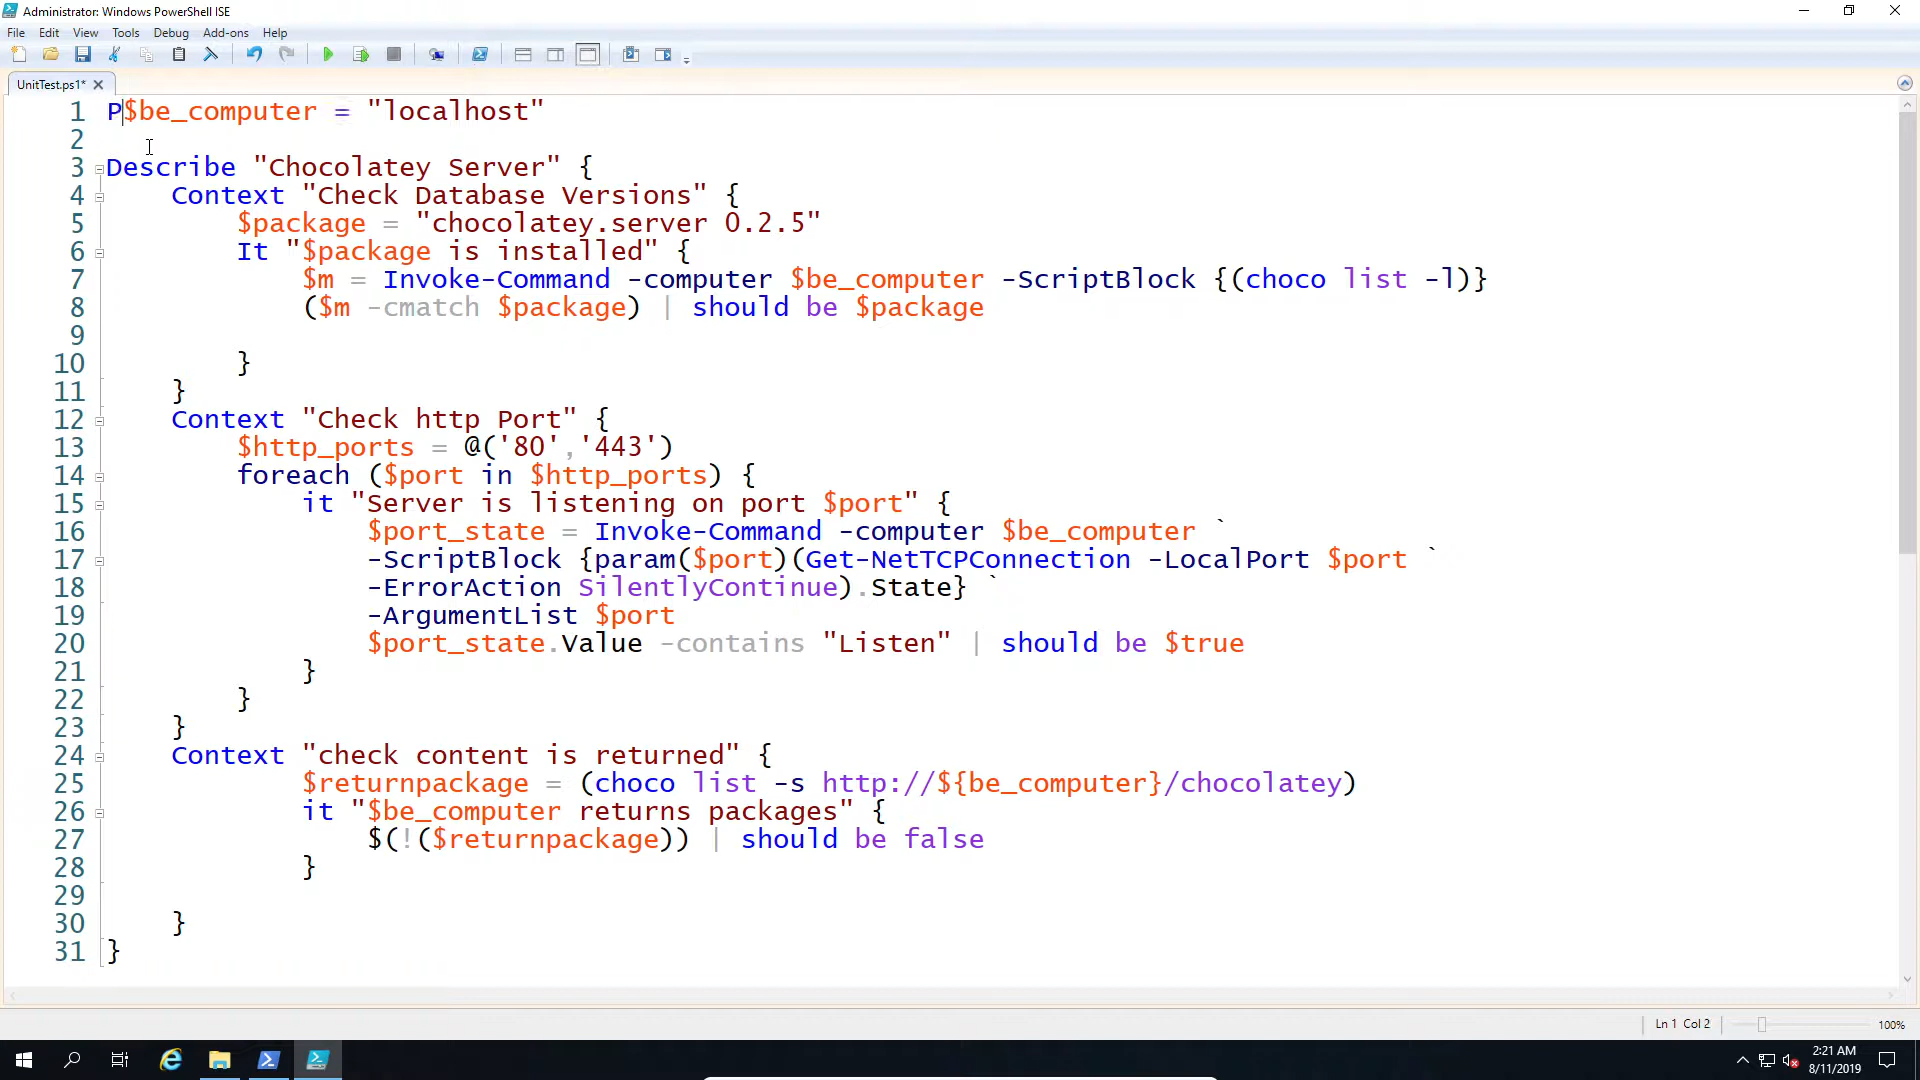 Administrator: Windows PowerShell ISE
File Edit View Tools Debug Add-ons Help
UnitTest.ps1*
1 P$be_computer = "localhost"
2
3 Describe "Chocolatey Server" {
4 Context "Check Database Versions" {
5 $package = "chocolatey.server 0.2.5"
6 It "$package is installed" {
7 $m = Invoke-Command -computer $be_computer -ScriptBlock {(choco list -l)}
8 ($m -cmatch $package) | should be $package
9
10 }
11 }
12 Context "Check http Port" {
13 $http_ports = @('80','443')
14 foreach ($port in $http_ports) {
15 it "Server is listening on port $port" {
16 $port_state = Invoke-Command -computer $be_computer `
17 -ScriptBlock {param($port)(Get-NetTCPConnection -LocalPort $port `
18 -ErrorAction SilentlyContinue).State} `
19 -ArgumentList $port
20 $port_state.Value -contains "Listen" | should be $true
21 }
22 }
23 }
24 Context "check content is returned" {
25 $returnpackage = (choco list -s http://${be_computer}/chocolatey)
26 it "$be_computer returns packages" {
27 $(!($returnpackage)) | should be false
28 }
29
30 }
31 }
Ln 1 Col 2 100%
2:21 AM
8/11/2019